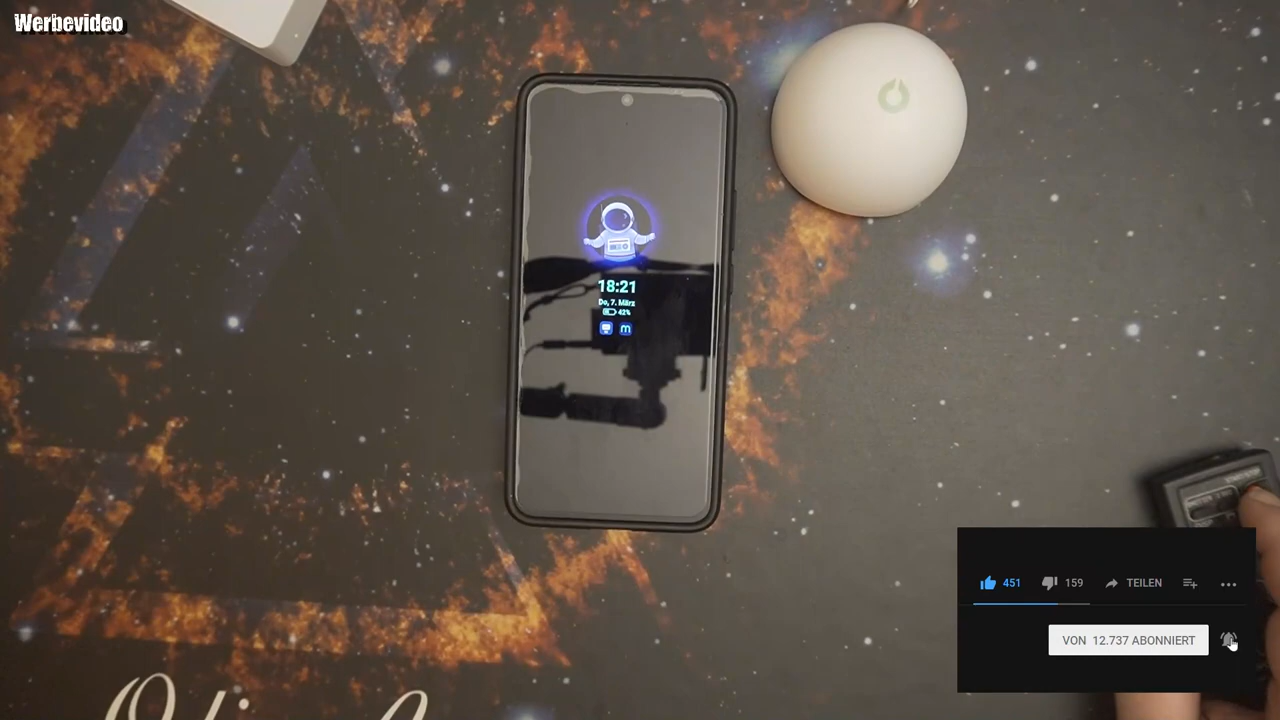 Werbevideo
18:21
Do, 7. März
42%
m
451
159
TEILEN
VON 12.737 ABONNIERT